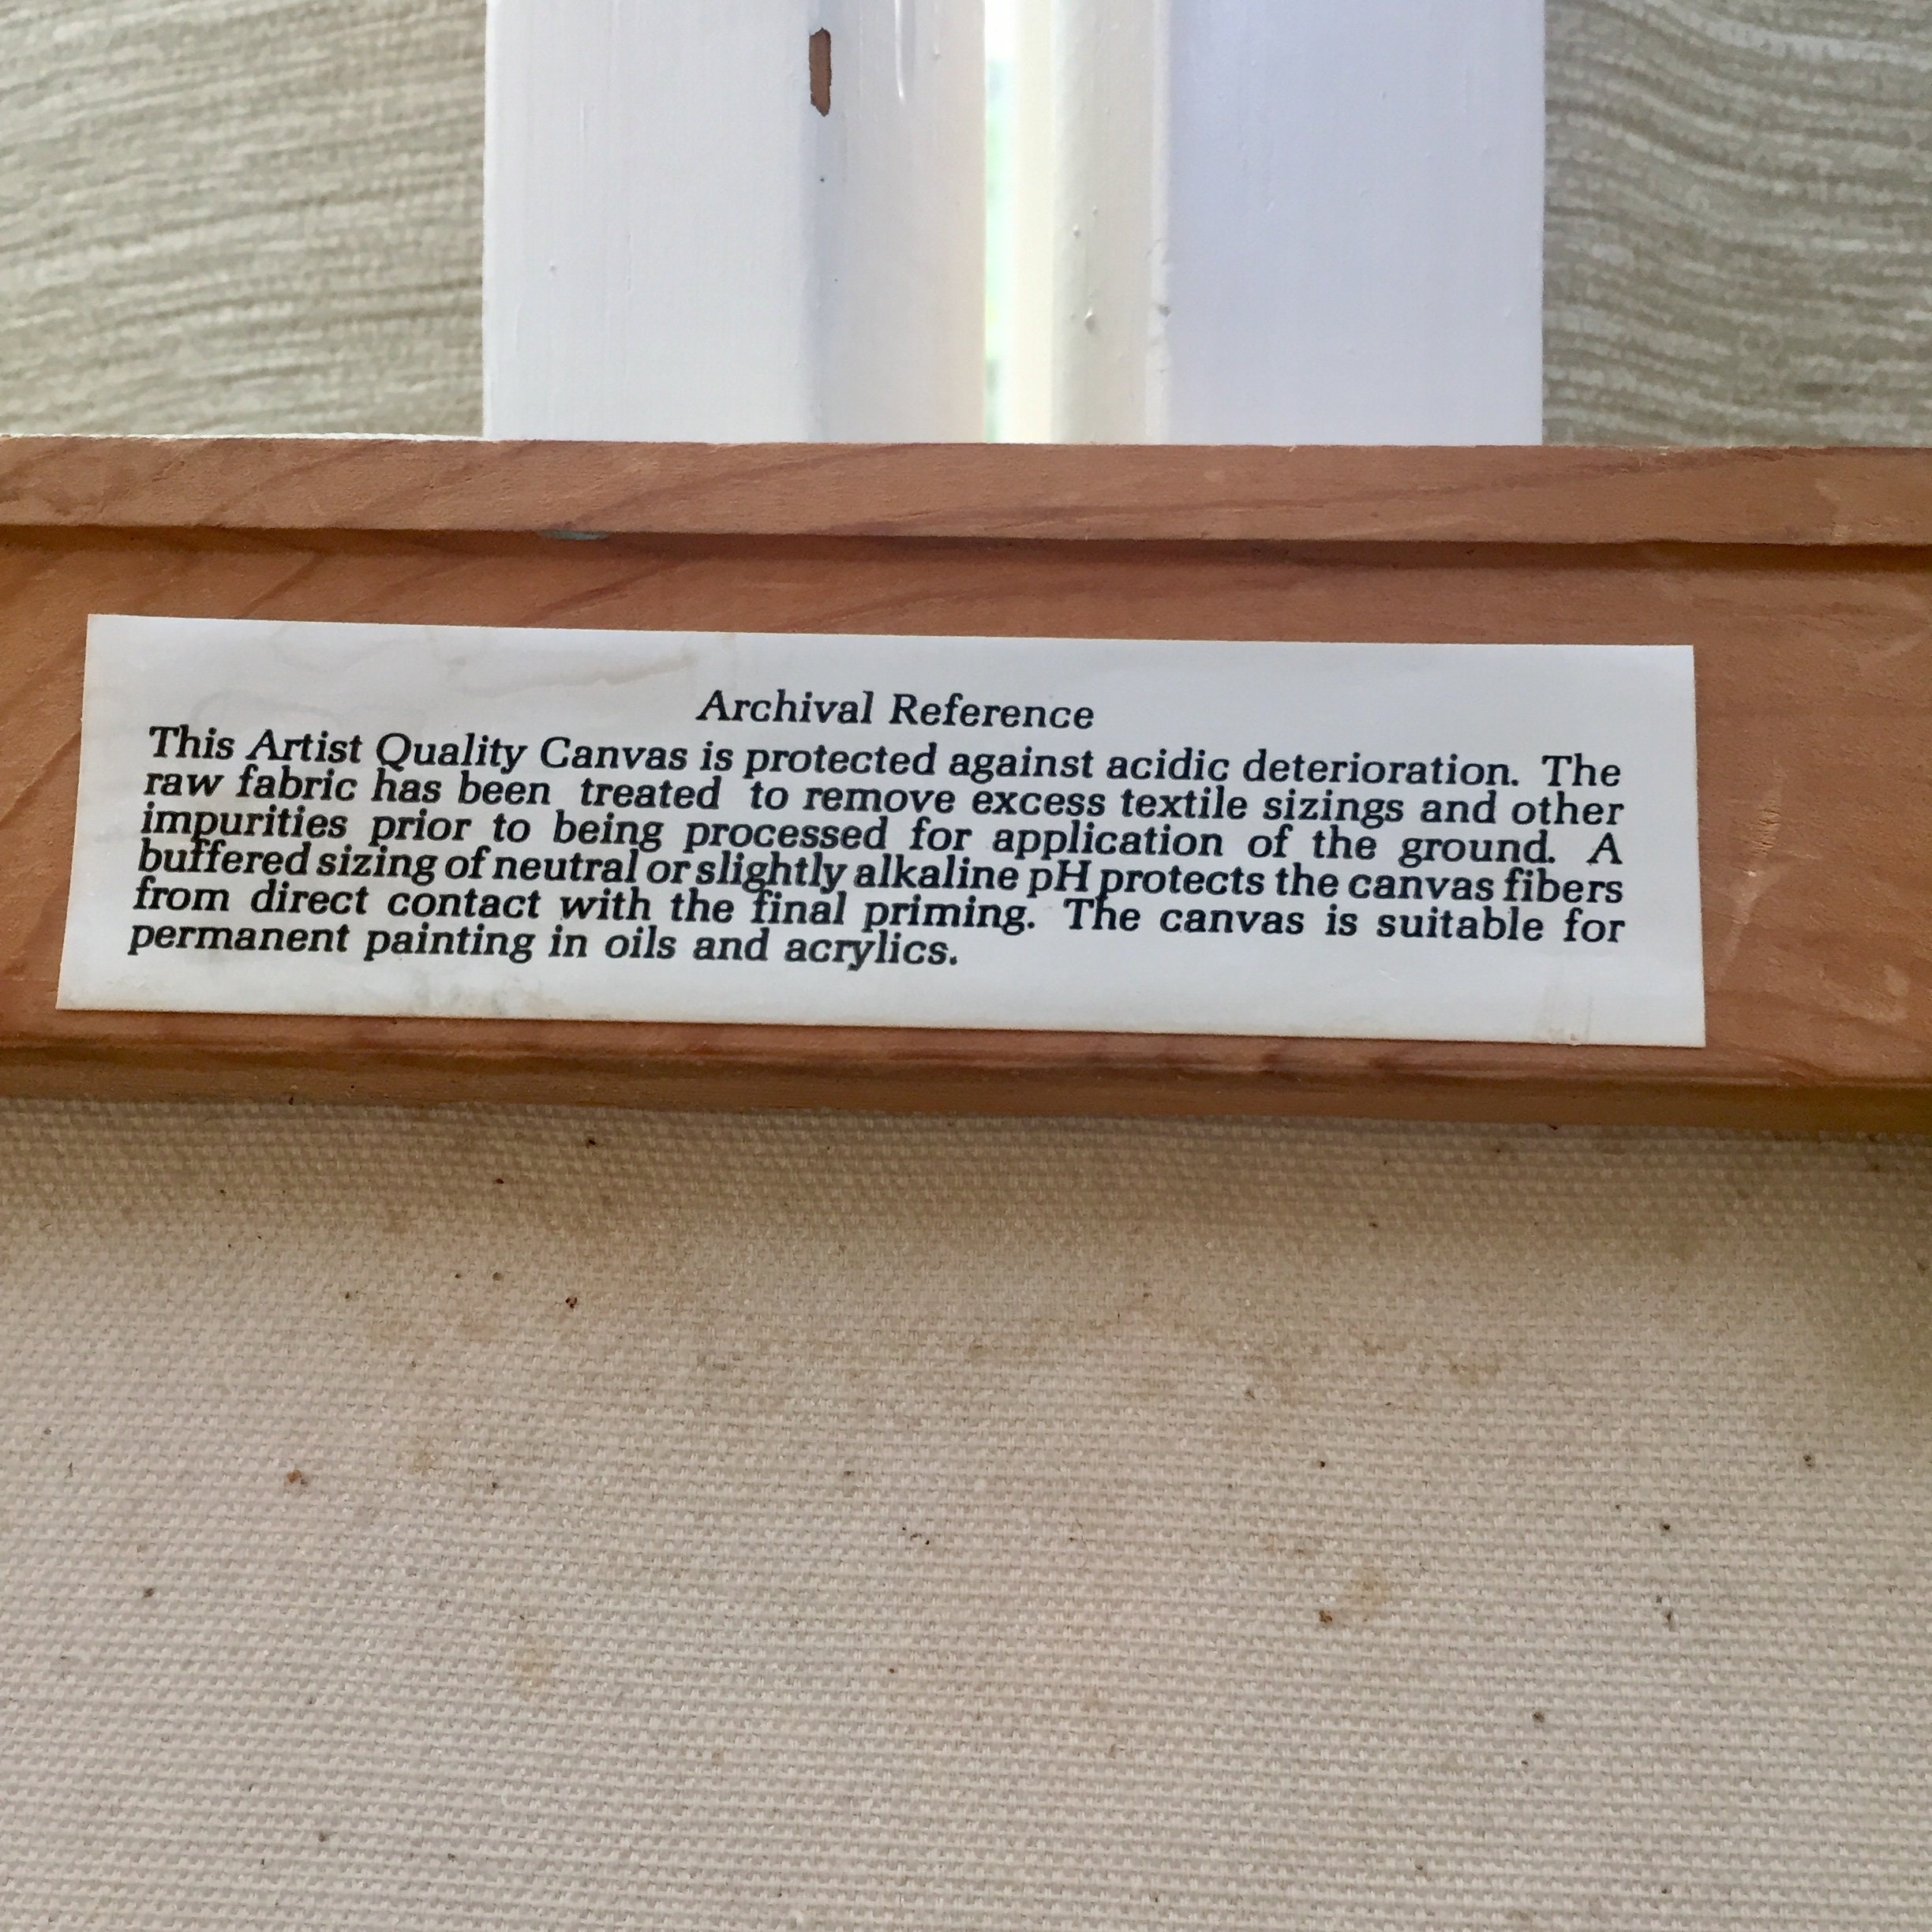 Archival Reference
This Artist Quality Canvas is protected against acidic deterioration. The
raw fabric has been treated to remove excess textile sizings and other
impurities prior to being processed for application of the ground. A
buffered sizing of neutral or slightly alkaline pH protects the canvas fibers
from direct contact with the final priming. The canvas is suitable for
permanent painting in oils and acrylics.